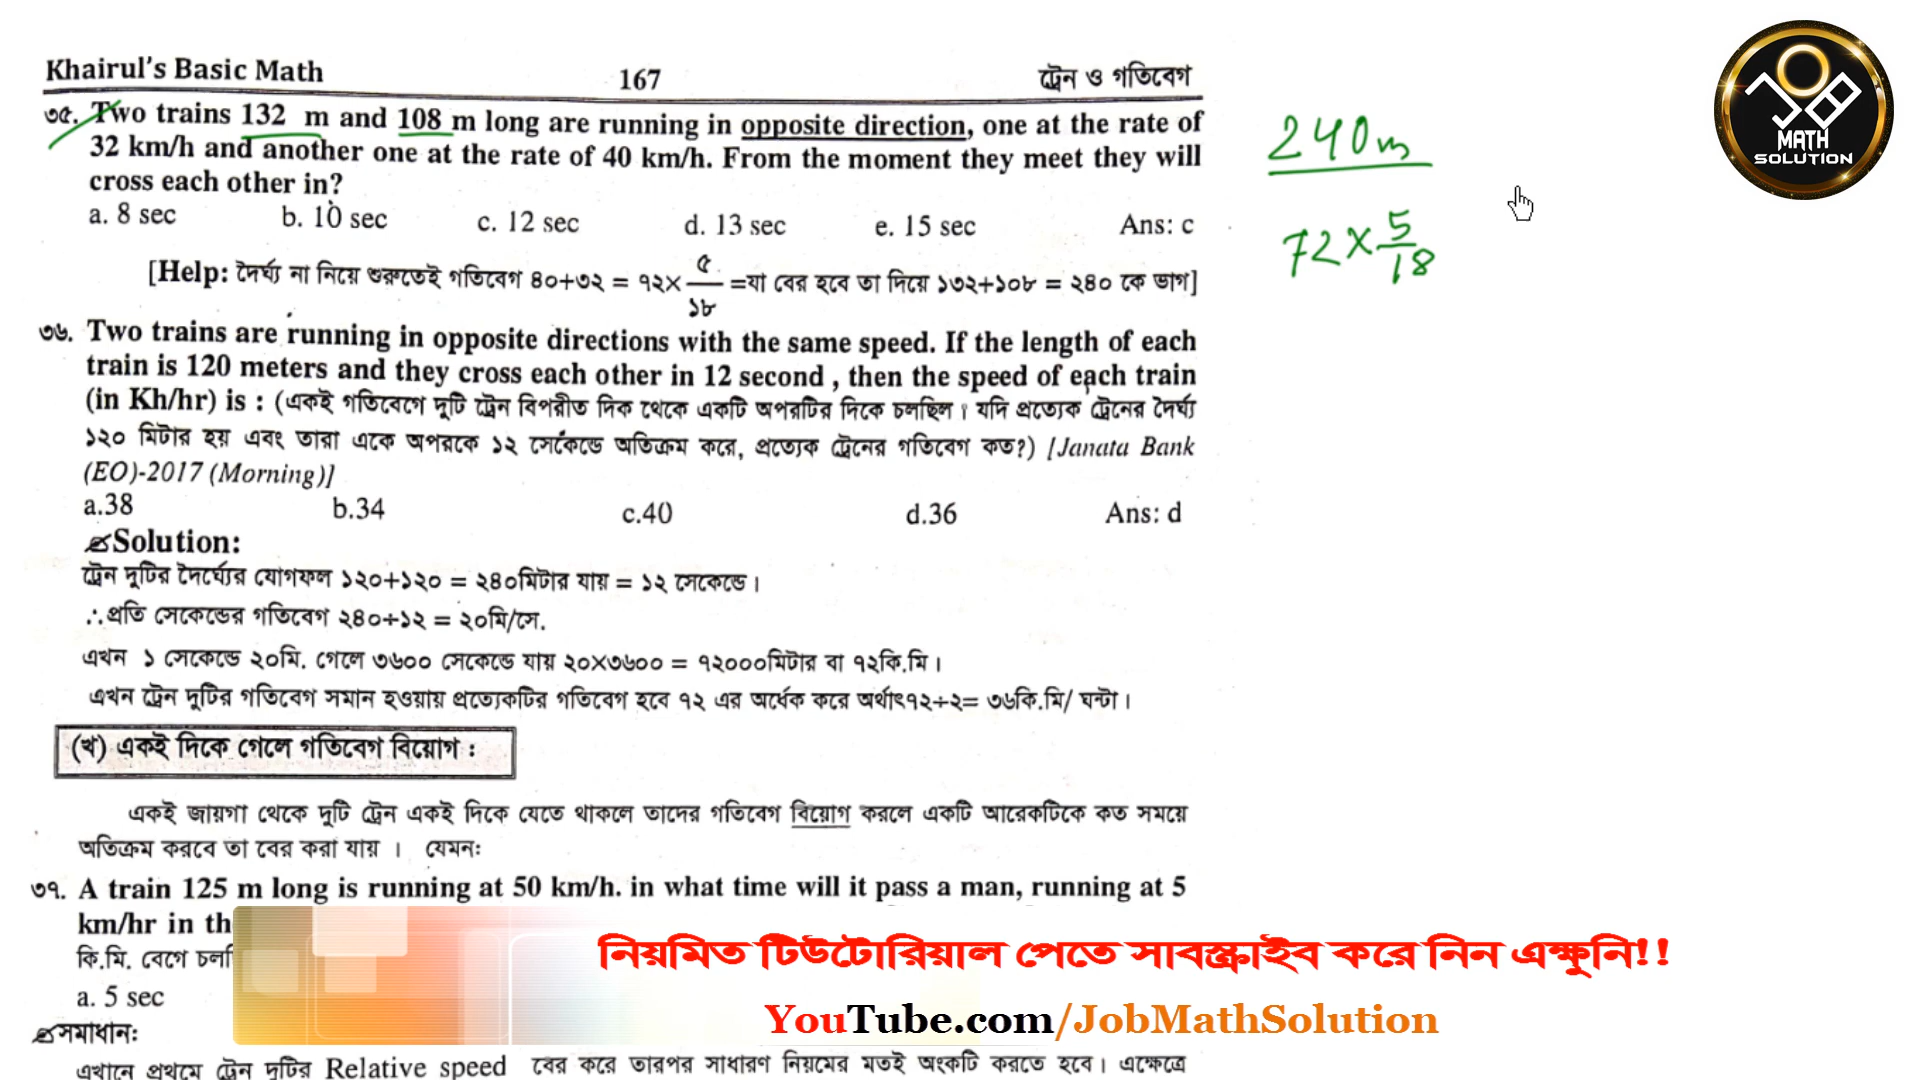 Khairul's Basic Math 167 ট্রেন ও গতিবেগ
৩৫. Two trains 132 m and 108 m long are running in opposite direction, one at the rate of
32 km/h and another one at the rate of 40 km/h. From the moment they meet they will
cross each other in?
a. 8 sec b. 10 sec c. 12 sec d. 13 sec e. 15 sec Ans: c
[Help: দৈর্ঘ্য না নিয়ে শুরুতেই গতিবেগ ৪০+৩২ = ৭২× ৫/১৮ =যা বের হবে তা দিয়ে ১৩২+১০৮ = ২৪০ কে ভাগ]
৩৬. Two trains are running in opposite directions with the same speed. If the length of each
train is 120 meters and they cross each other in 12 second , then the speed of each train
(in Kh/hr) is : (একই গতিবেগে দুটি ট্রেন বিপরীত দিক থেকে একটি অপরটির দিকে চলছিল। যদি প্রত্যেক ট্রেনের দৈর্ঘ্য
১২০ মিটার হয় এবং তারা একে অপরকে ১২ সেকেন্ডে অতিক্রম করে, প্রত্যেক ট্রেনের গতিবেগ কত?) [Janata Bank
(EO)-2017 (Morning)]
a.38 b.34 c.40 d.36 Ans: d
Solution:
ট্রেন দুটির দৈর্ঘ্যের যোগফল ১২০+১২০ = ২৪০মিটার যায় = ১২ সেকেন্ডে।
∴প্রতি সেকেন্ডের গতিবেগ ২৪০÷১২ = ২০মি/সে.
এখন ১ সেকেন্ডে ২০মি. গেলে ৩৬০০ সেকেন্ডে যায় ২০×৩৬০০ = ৭২০০০মিটার বা ৭২কি.মি।
এখন ট্রেন দুটির গতিবেগ সমান হওয়ায় প্রত্যেকটির গতিবেগ হবে ৭২ এর অর্ধেক করে অর্থাৎ৭২÷২= ৩৬কি.মি/ ঘন্টা।
(খ) একই দিকে গেলে গতিবেগ বিয়োগ :
একই জায়গা থেকে দুটি ট্রেন একই দিকে যেতে থাকলে তাদের গতিবেগ বিয়োগ করলে একটি আরেকটিকে কত সময়ে
অতিক্রম করবে তা বের করা যায় । যেমনঃ
৩৭. A train 125 m long is running at 50 km/h. in what time will it pass a man, running at 5
km/hr in th
কি.মি. বেগে চলি
a. 5 sec
সমাধানঃ
এখানে প্রথমে ট্রেন দুটির Relative speed বের করে তারপর সাধারণ নিয়মের মতই অংকটি করতে হবে। এক্ষেত্রে
240m
72 × 5/18
JOB
MATH
SOLUTION
নিয়মিত টিউটোরিয়াল পেতে সাবস্ক্রাইব করে নিন এক্ষুনি!!
YouTube.com/JobMathSolution